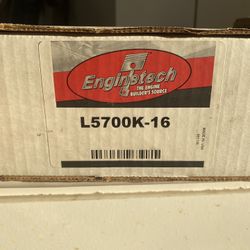 Enginetech
THE ENGINE
BUILDER'S SOURCE
L5700K-16